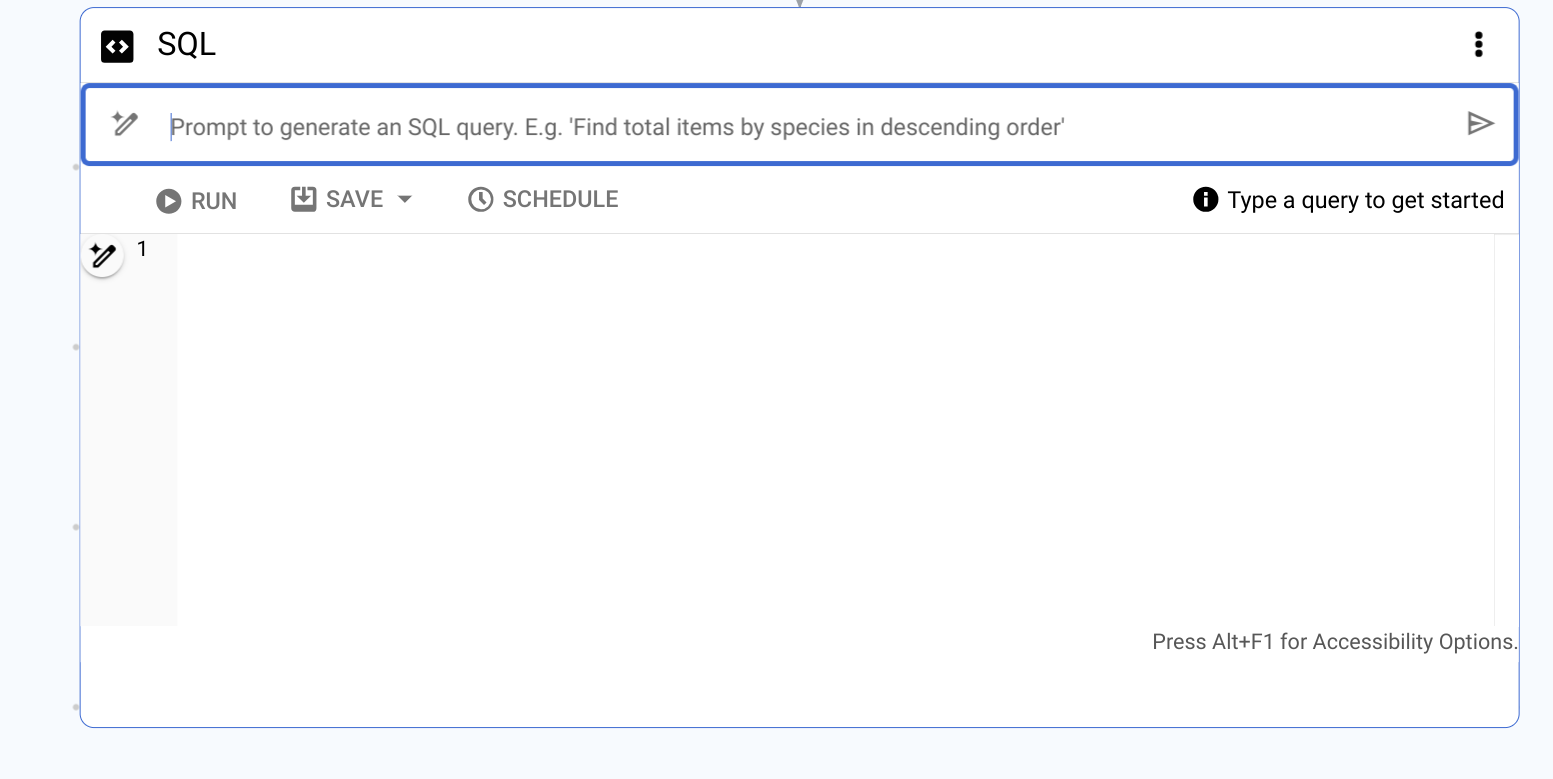 SQL
Prompt to generate an SQL query. E.g. 'Find total items by species in descending order'
RUN SAVE SCHEDULE Type a query to get started
1
Press Alt+F1 for Accessibility Options.